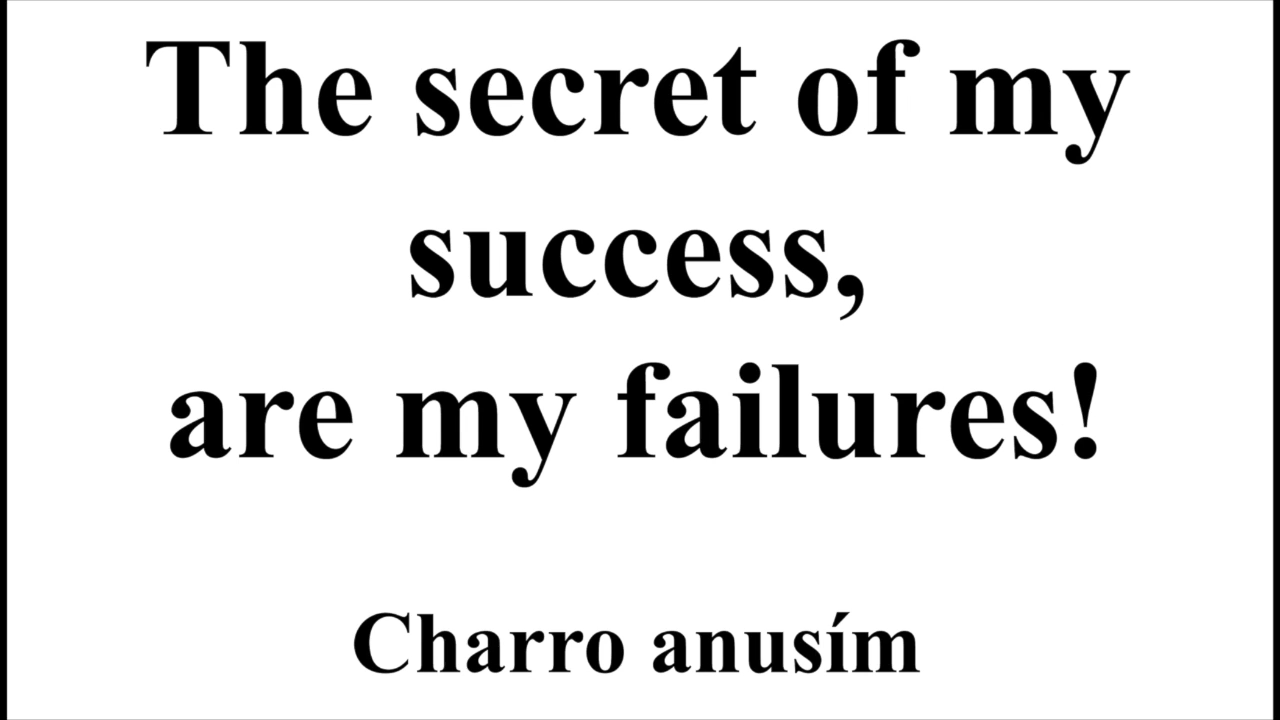 The secret of my
success,
are my failures!
Charro anusím